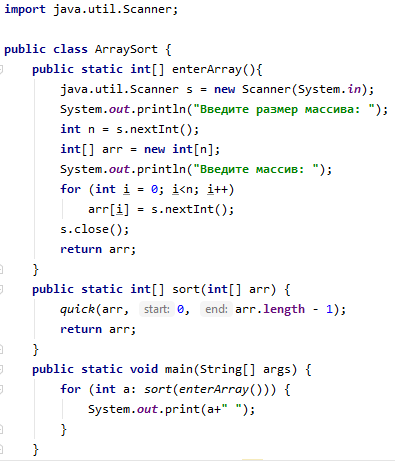 import java.util.Scanner;
public class ArraySort {
public static int[] enterArray(){
java.util.Scanner s = new Scanner(System.in);
System.out.println("Введите размер массива: ");
int n = s.nextInt();
int[] arr = new int[n];
System.out.println("Введите массив: ");
for (int i = 0; i<n; i++)
arr[i] = s.nextInt();
s.close();
return arr;
}
public static int[] sort(int[] arr) {
quick(arr, start: 0, end: arr.length - 1);
return arr;
}
public static void main(String[] args) {
for (int a: sort(enterArray())) {
System.out.print(a+" ");
}
}